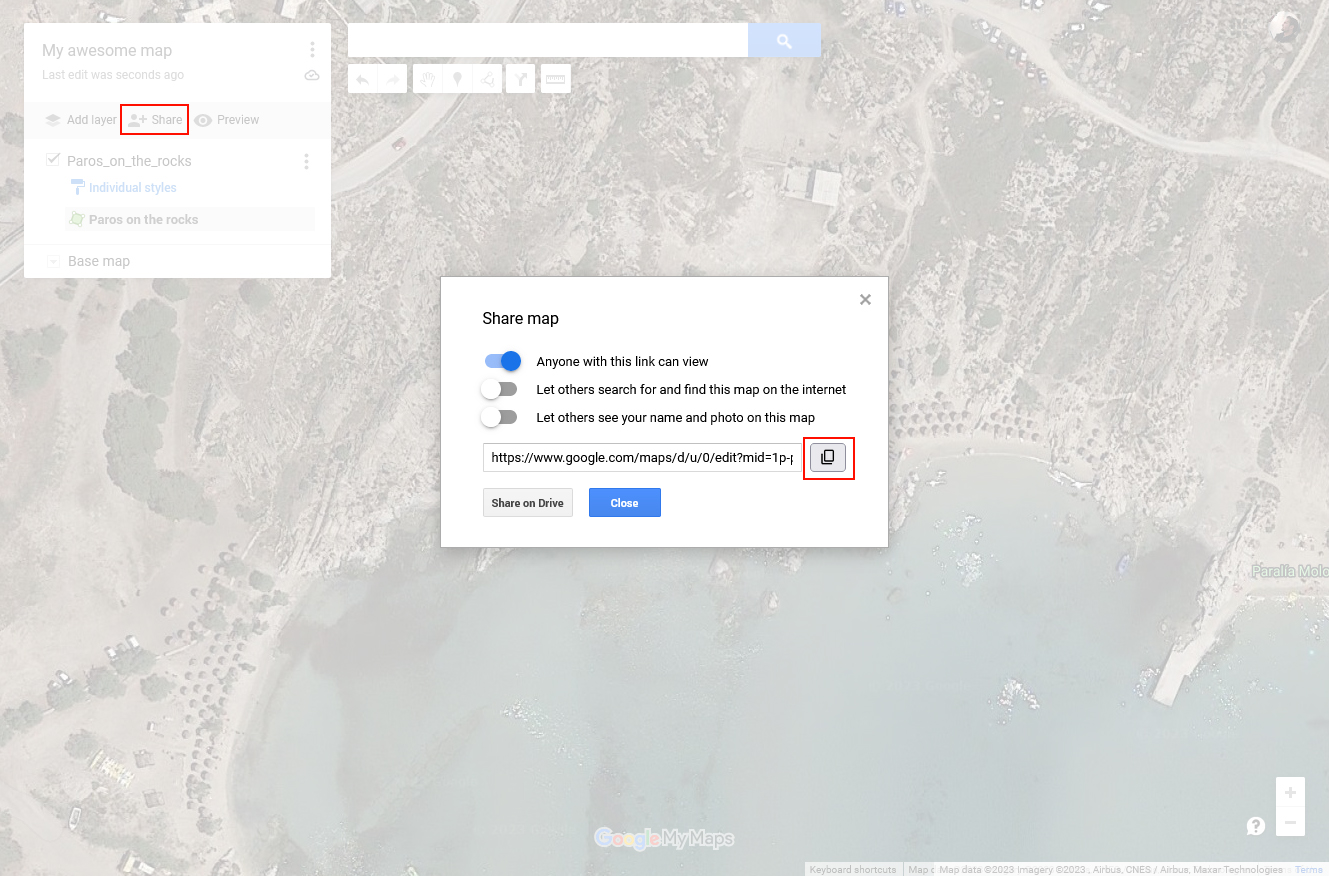 My awesome map
Last edit was seconds ago
Add layer
Share
Preview
Paros_on_the_rocks
Individual styles
Paros on the rocks
Base map
Share map
Anyone with this link can view
Let others search for and find this map on the internet
Let others see your name and photo on this map
https://www.google.com/maps/d/u/0/edit?mid=1p-p
Share on Drive
Close
Paralia Molo
Google My Maps
Keyboard shortcuts
Map
Map data ©2023 Imagery ©2023 , Airbus, CNES / Airbus, Maxar Technologies
Terms